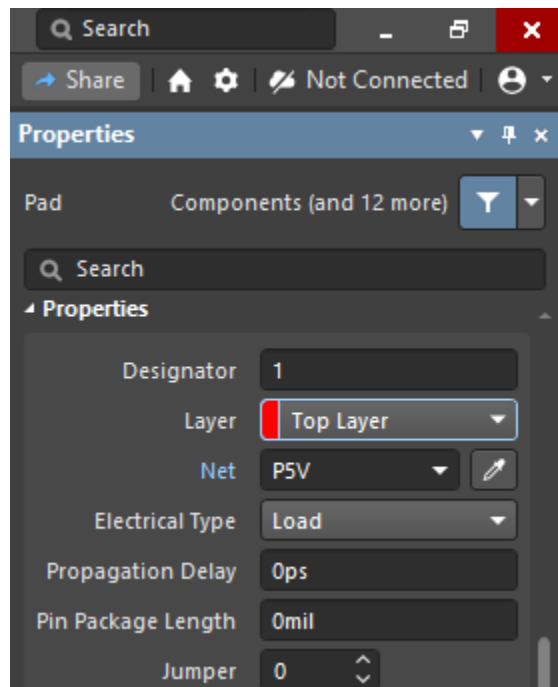 Search
Share Not Connected
Properties
Pad Components (and 12 more)
Search
Properties
Designator 1
Layer Top Layer
Net P5V
Electrical Type Load
Propagation Delay 0ps
Pin Package Length 0mil
Jumper 0